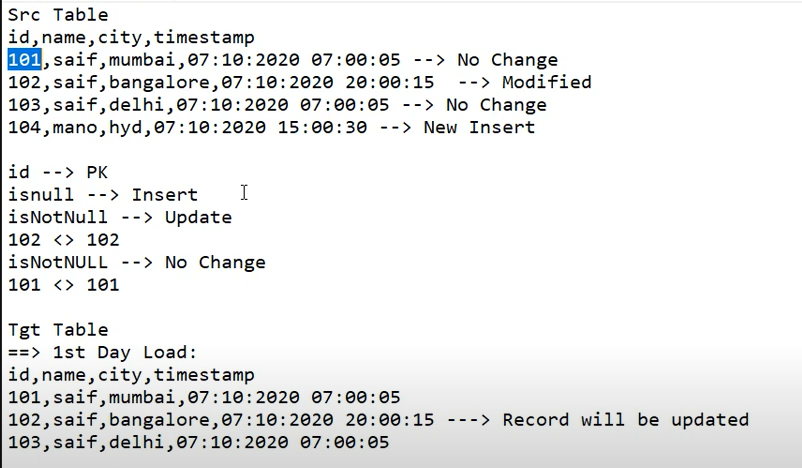 Src Table
id,name,city,timestamp
101,saif,mumbai,07:10:2020 07:00:05 --> No Change
102,saif,bangalore,07:10:2020 20:00:15  --> Modified
103,saif,delhi,07:10:2020 07:00:05 --> No Change
104,mano,hyd,07:10:2020 15:00:30 --> New Insert
id --> PK
isnull --> Insert
isNotNull --> Update
102 <> 102
isNotNULL --> No Change
101 <> 101
Tgt Table
==> 1st Day Load:
id,name,city,timestamp
101,saif,mumbai,07:10:2020 07:00:05
102,saif,bangalore,07:10:2020 20:00:15 ---> Record will be updated
103,saif,delhi,07:10:2020 07:00:05